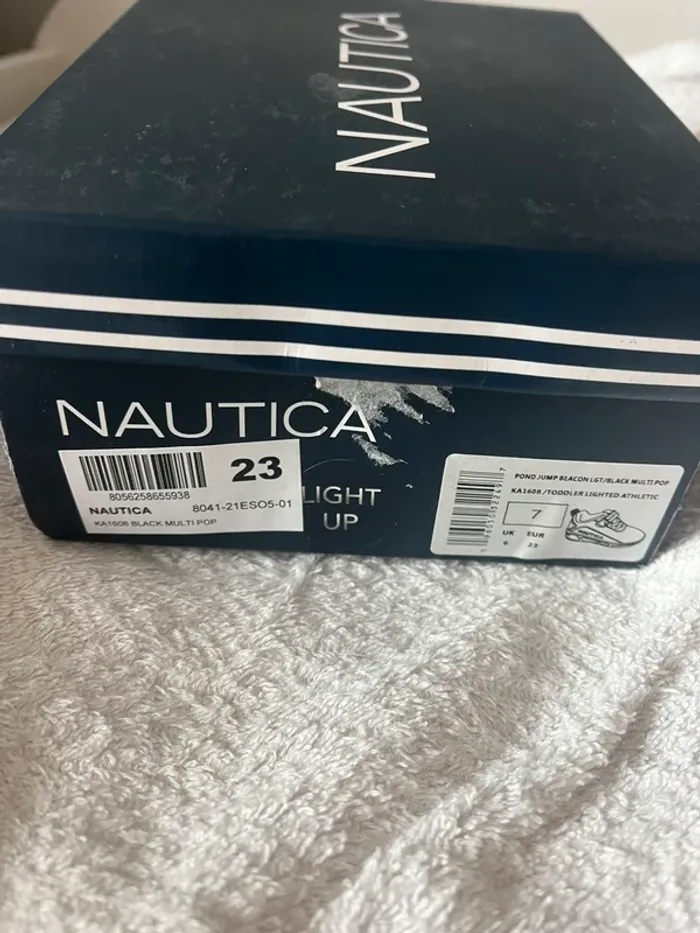 NAUTICA
NAUTICA
LIGHT
UP
23
8056258655938
NAUTICA 8041-21ESO5-01
KA1608 BLACK MULTI POP
POND JUMP BEACON LGT/BLACK MULTI POP
KA1608 /TODDLER LIGHTED ATHLETIC
7
UK EUR
6 23